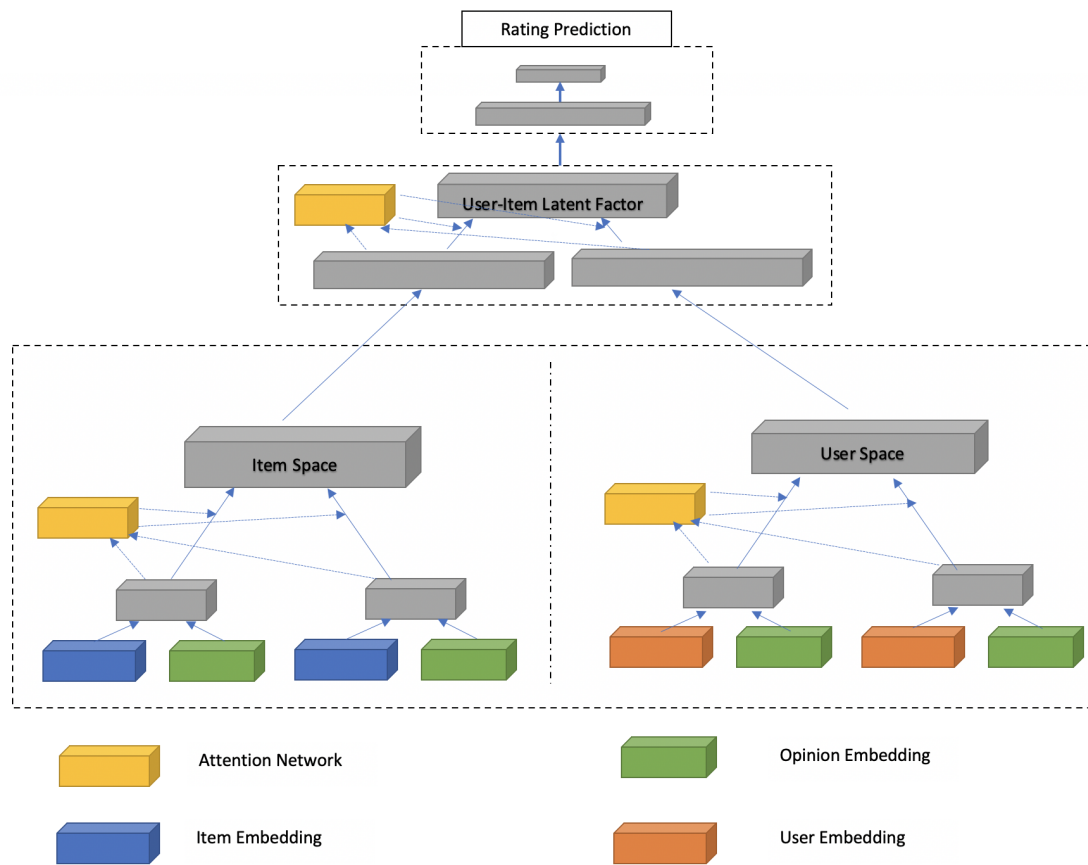 Rating Prediction
User-Item Latent Factor
Item Space
User Space
Attention Network
Opinion Embedding
Item Embedding
User Embedding